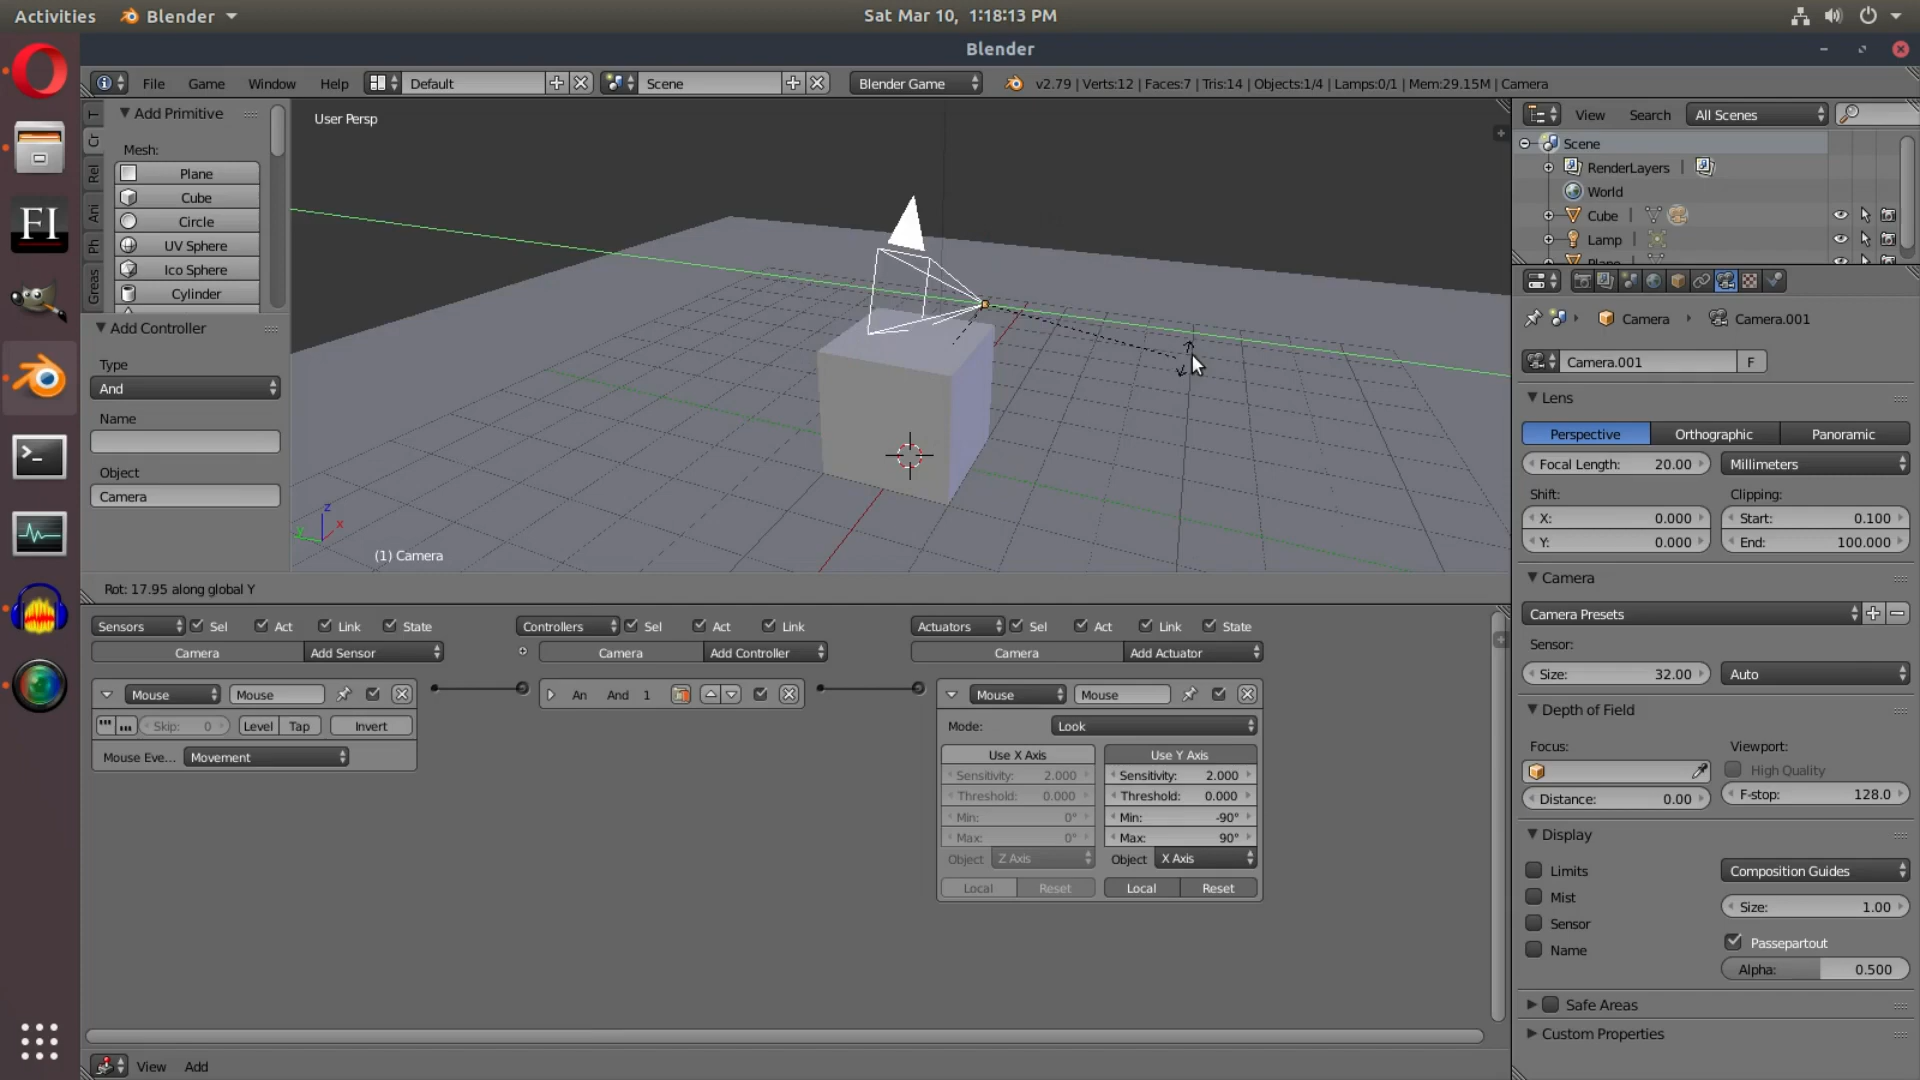 Activities Blender Sat Mar 10, 1:18:13 PM
Blender
File Game Window Help Default Scene Blender Game v2.79 | Verts:12 | Faces:7 | Tris:14 | Objects:1/4 | Lamps:0/1 | Mem:29.15M | Camera
Add Primitive
Mesh:
Plane
Cube
Circle
UV Sphere
Ico Sphere
Cylinder
T
Cr
Rel
Ani
Ph
Greas
Add Controller
Type
And
Name
Object
Camera
FI
User Persp
z
x
y
(1) Camera
Rot: 17.95 along global Y
Sensors Sel Act Link State Controllers Sel Act Link Actuators Sel Act Link State
Camera Add Sensor Camera Add Controller Camera Add Actuator
Mouse Mouse An And 1 Mouse Mouse
Skip: 0 Level Tap Invert Mode: Look
Mouse Eve... Movement Use X Axis Use Y Axis
Sensitivity: 2.000 Sensitivity: 2.000
Threshold: 0.000 Threshold: 0.000
Min: 0° Min: -90°
Max: 0° Max: 90°
Object Z Axis Object X Axis
Local Reset Local Reset
View Add
View Search All Scenes
Scene
RenderLayers
World
Cube
Lamp
Camera Camera.001
Camera.001 F
Lens
Perspective Orthographic Panoramic
Focal Length: 20.00 Millimeters
Shift: Clipping:
X: 0.000 Start: 0.100
Y: 0.000 End: 100.000
Camera
Camera Presets
Sensor:
Size: 32.00 Auto
Depth of Field
Focus: Viewport:
High Quality
Distance: 0.00 F-stop: 128.0
Display
Limits Composition Guides
Mist Size: 1.00
Sensor
Name Passepartout
Alpha: 0.500
Safe Areas
Custom Properties